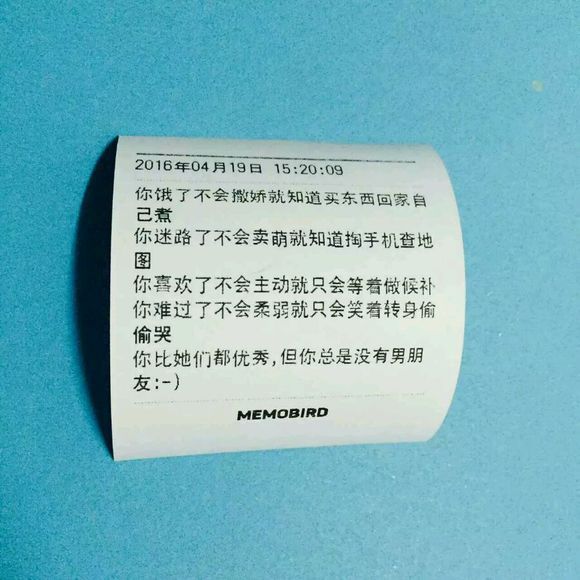 2016年04月19日 15:20:09
你饿了不会撒娇就知道买东西回家自
己煮
你迷路了不会卖萌就知道掏手机查地
图
你喜欢了不会主动就只会等着做候补
你难过了不会柔弱就只会笑着转身偷
偷哭
你比她们都优秀,但你总是没有男朋
友:-)
MEMOBIRD